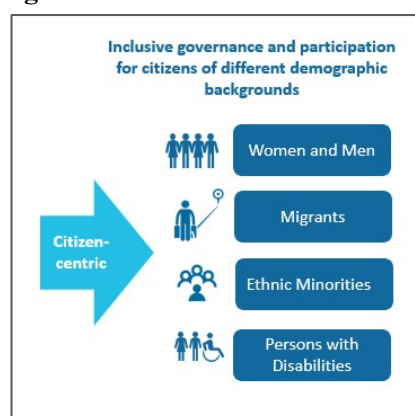 Inclusive governance and participation
for citizens of different demographic
backgrounds
Women and Men
Migrants
Citizen-
centric
Ethnic Minorities
Persons with
Disabilities